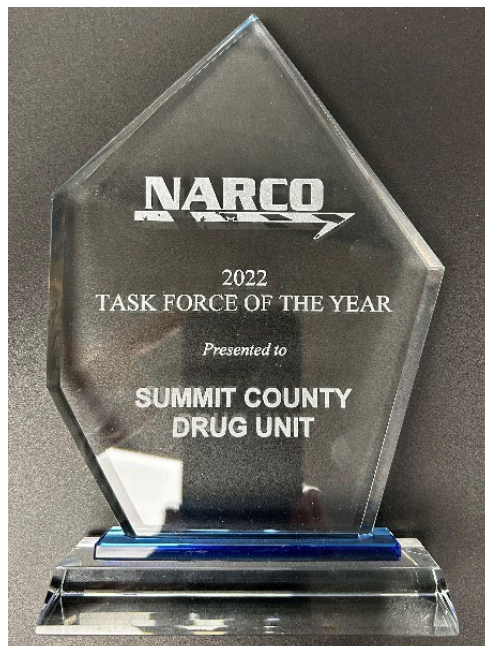 NARCO
2022
TASK FORCE OF THE YEAR
Presented to
SUMMIT COUNTY
DRUG UNIT